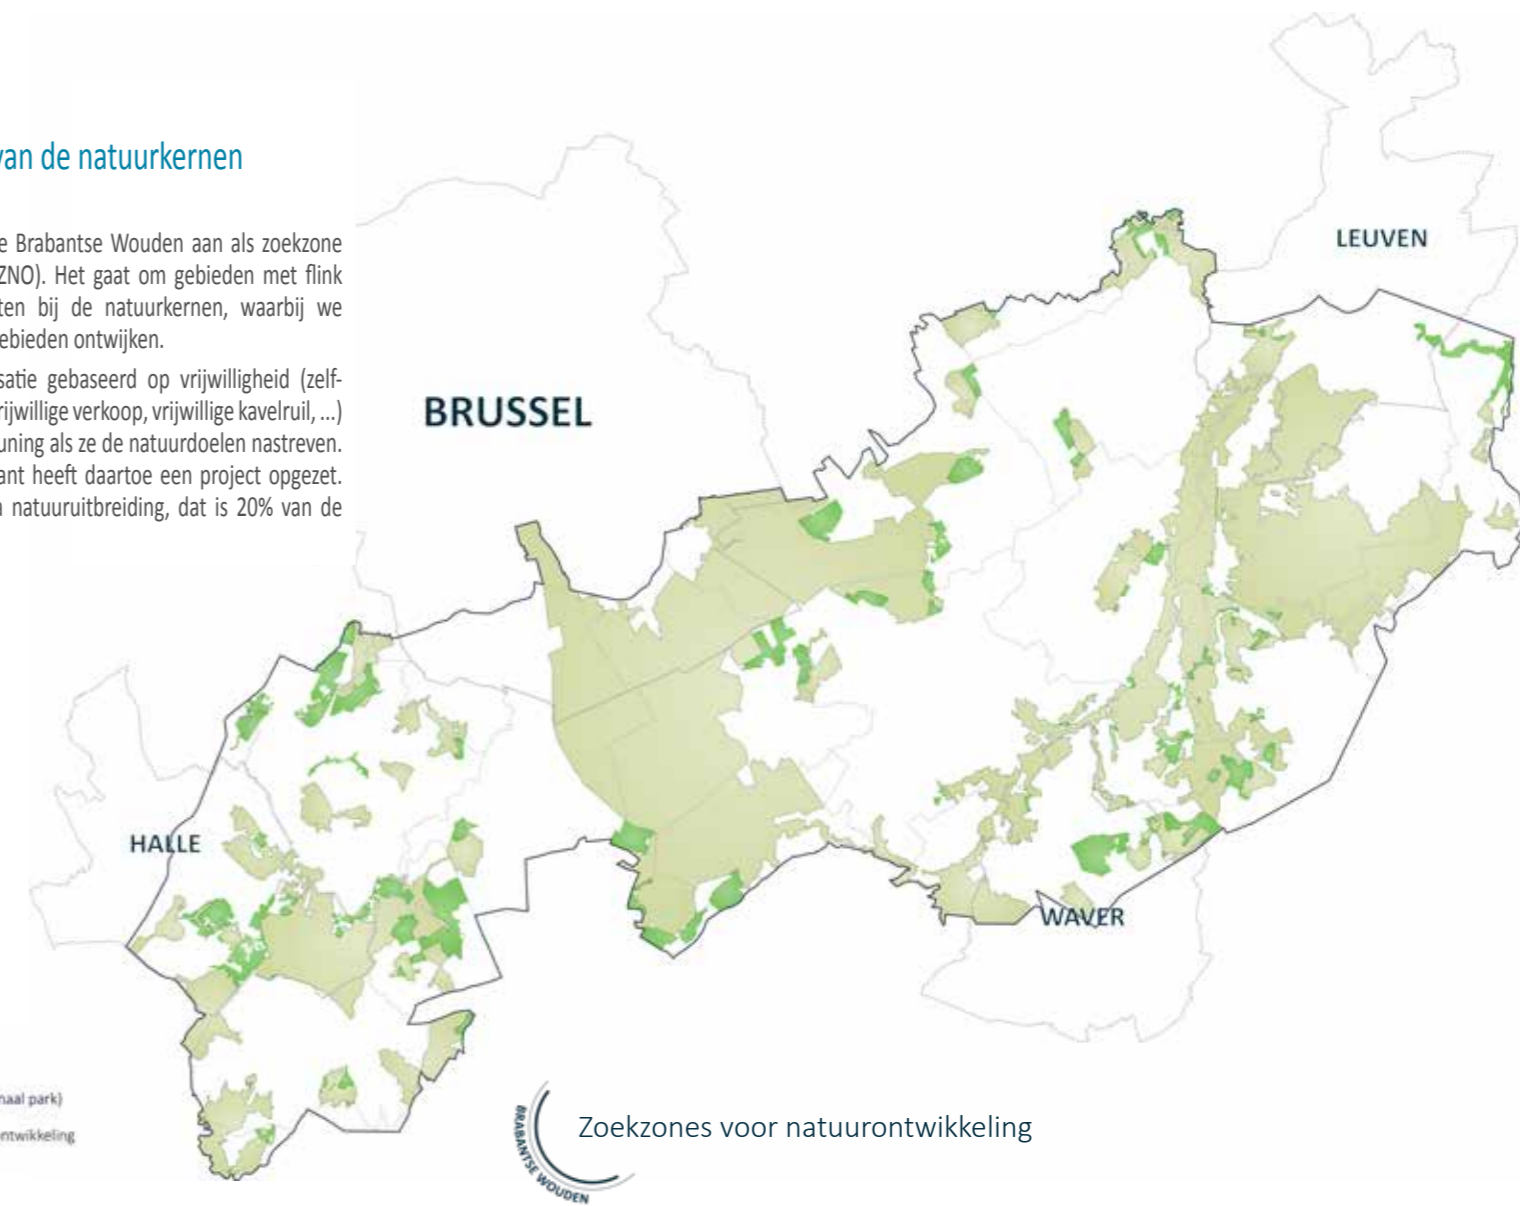 van de natuurkernen
e Brabantse Wouden aan als zoekzone
ZNO). Het gaat om gebieden met flink
ten bij de natuurkernen, waarbij we
ebieden ontwijken.
satie gebaseerd op vrijwilligheid (zelf-
rijwillige verkoop, vrijwillige kavelruil, ...)
uning als ze de natuurdoelen nastreven.
ant heeft daartoe een project opgezet.
natuuruitbreiding, dat is 20% van de
LEUVEN
BRUSSEL
HALLE
WAVER
naal park)
ntwikkeling
BRABANTSE WOUDEN
Zoekzones voor natuurontwikkeling